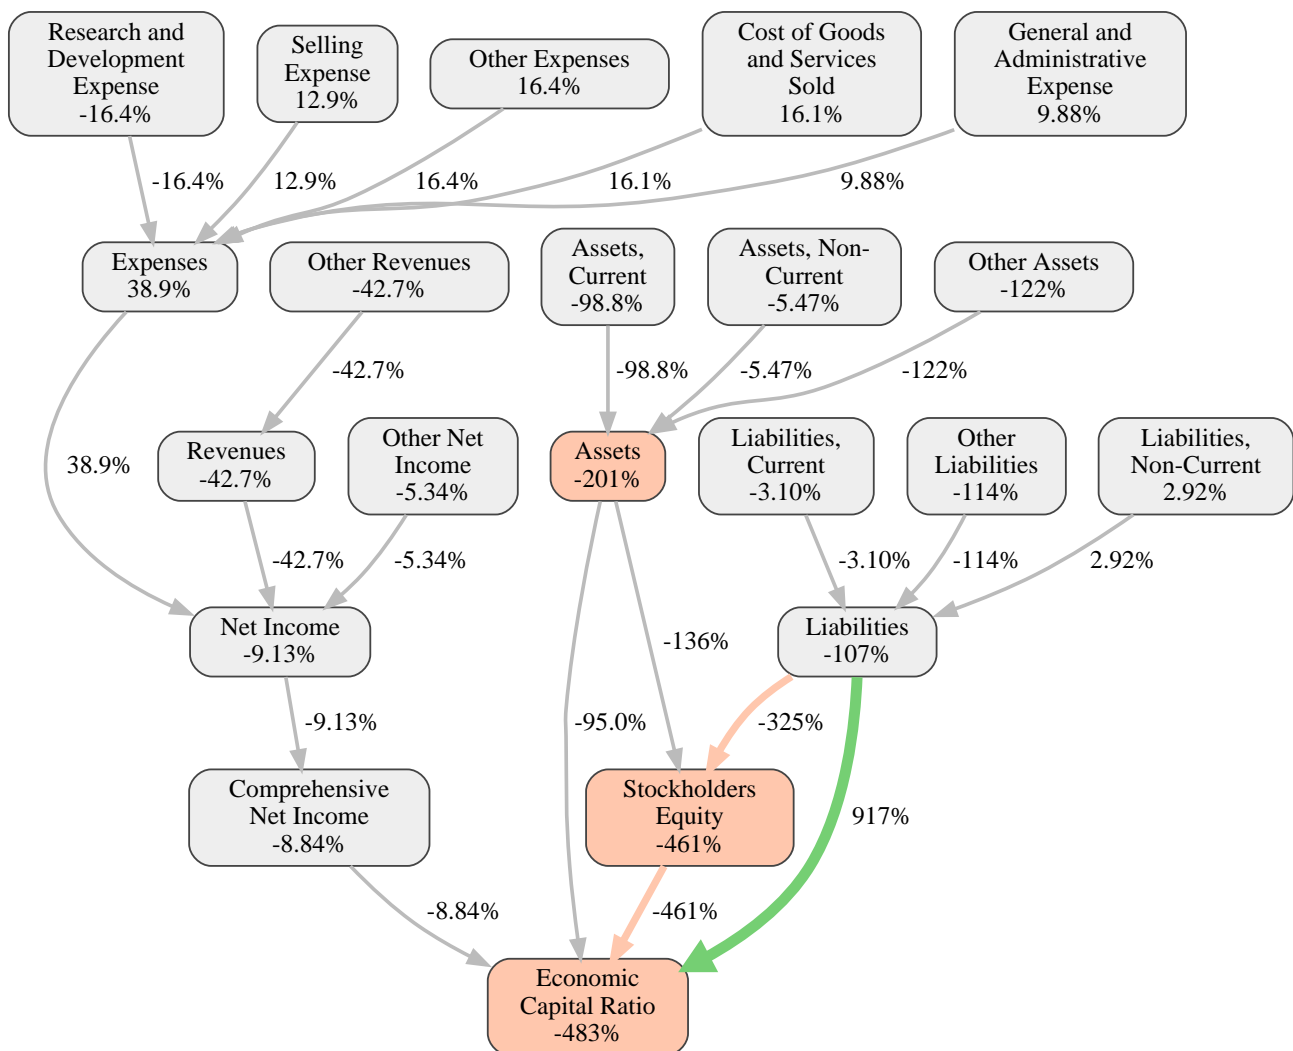 Research and
Development
Expense
-16.4%
Selling
Expense
12.9%
Other Expenses
16.4%
Cost of Goods
and Services
Sold
16.1%
General and
Administrative
Expense
9.88%
-16.4%
12.9%
16.4%
16.1%
9.88%
Expenses
38.9%
Other Revenues
-42.7%
Assets,
Current
-98.8%
Assets, Non-
Current
-5.47%
Other Assets
-122%
-42.7%
-98.8%
-5.47%
-122%
38.9%
Revenues
-42.7%
Other Net
Income
-5.34%
Assets
-201%
Liabilities,
Current
-3.10%
Other
Liabilities
-114%
Liabilities,
Non-Current
2.92%
-42.7%
-5.34%
-3.10%
-114%
2.92%
Net Income
-9.13%
-136%
Liabilities
-107%
-9.13%
-95.0%
-325%
Comprehensive
Net Income
-8.84%
Stockholders
Equity
-461%
917%
-8.84%
-461%
Economic
Capital Ratio
-483%